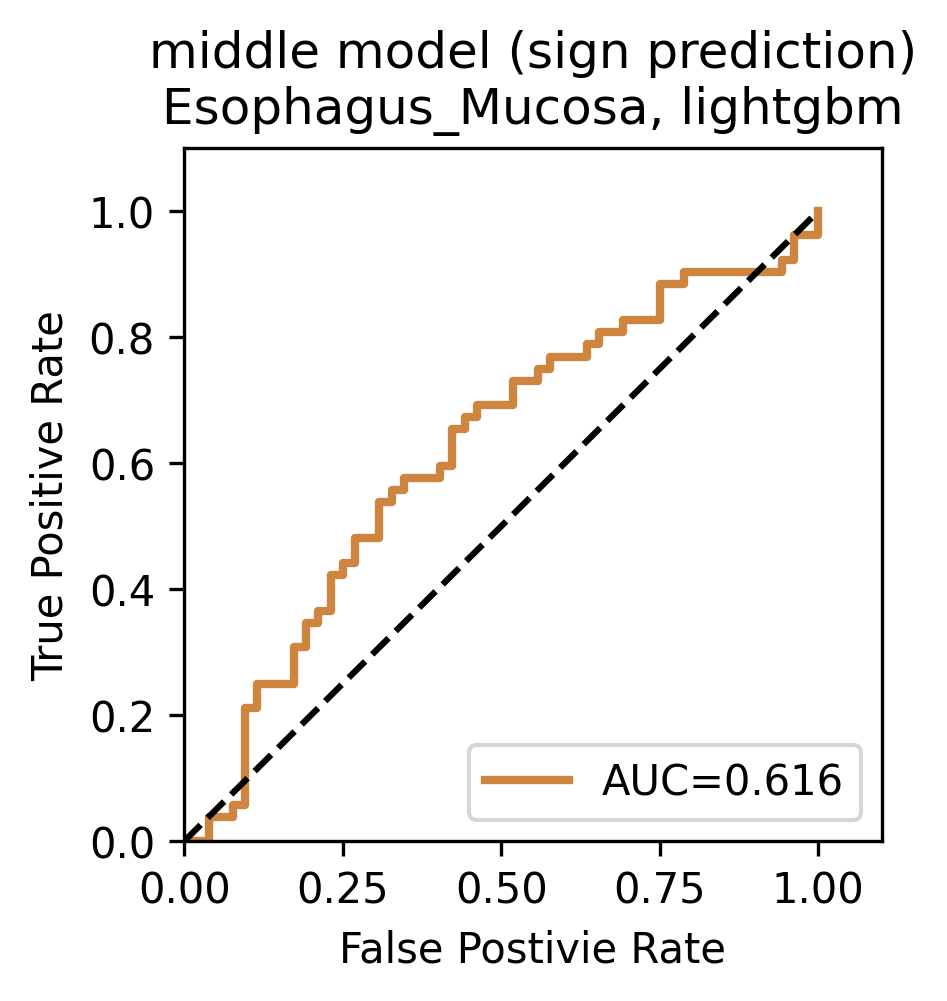 middle model (sign prediction)
Esophagus_Mucosa, lightgbm
True Positive Rate
1.0
0.8
0.6
0.4
0.2
0.0
AUC=0.616
0.00 0.25 0.50 0.75 1.00
False Postivie Rate